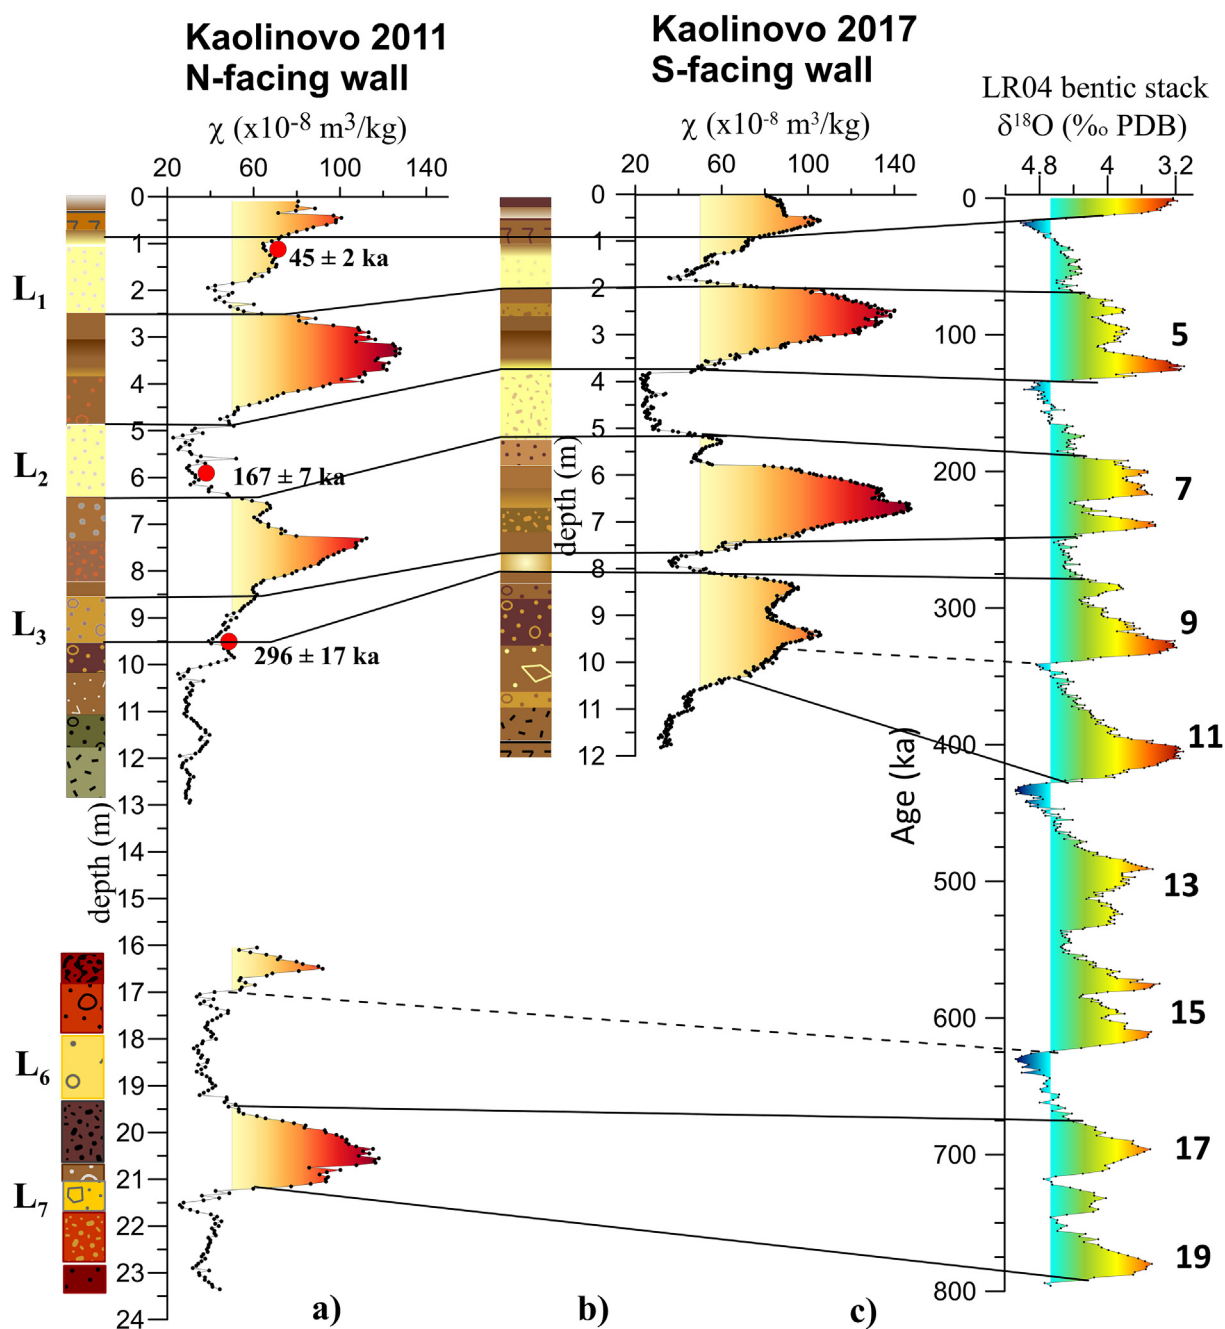 Kaolinovo 2011
N-facing wall
χ (x10⁻⁸ m³/kg)
20 60 100 140
Kaolinovo 2017
S-facing wall
χ (x10⁻⁸ m³/kg)
20 60 100 140
LR04 bentic stack
δ¹⁸O (‰ PDB)
4.8 4 3.2
L₁
L₂
L₃
L₆
L₇
0
1
2
3
4
5
6
7
8
9
10
11
12
13
14
15
16
17
18
19
20
21
22
23
24
depth (m)
45 ± 2 ka
167 ± 7 ka
296 ± 17 ka
0
1
2
3
4
5
6
7
8
9
10
11
12
depth (m)
0
100
200
300
400
500
600
700
800
Age (ka)
5
7
9
11
13
15
17
19
a)
b)
c)